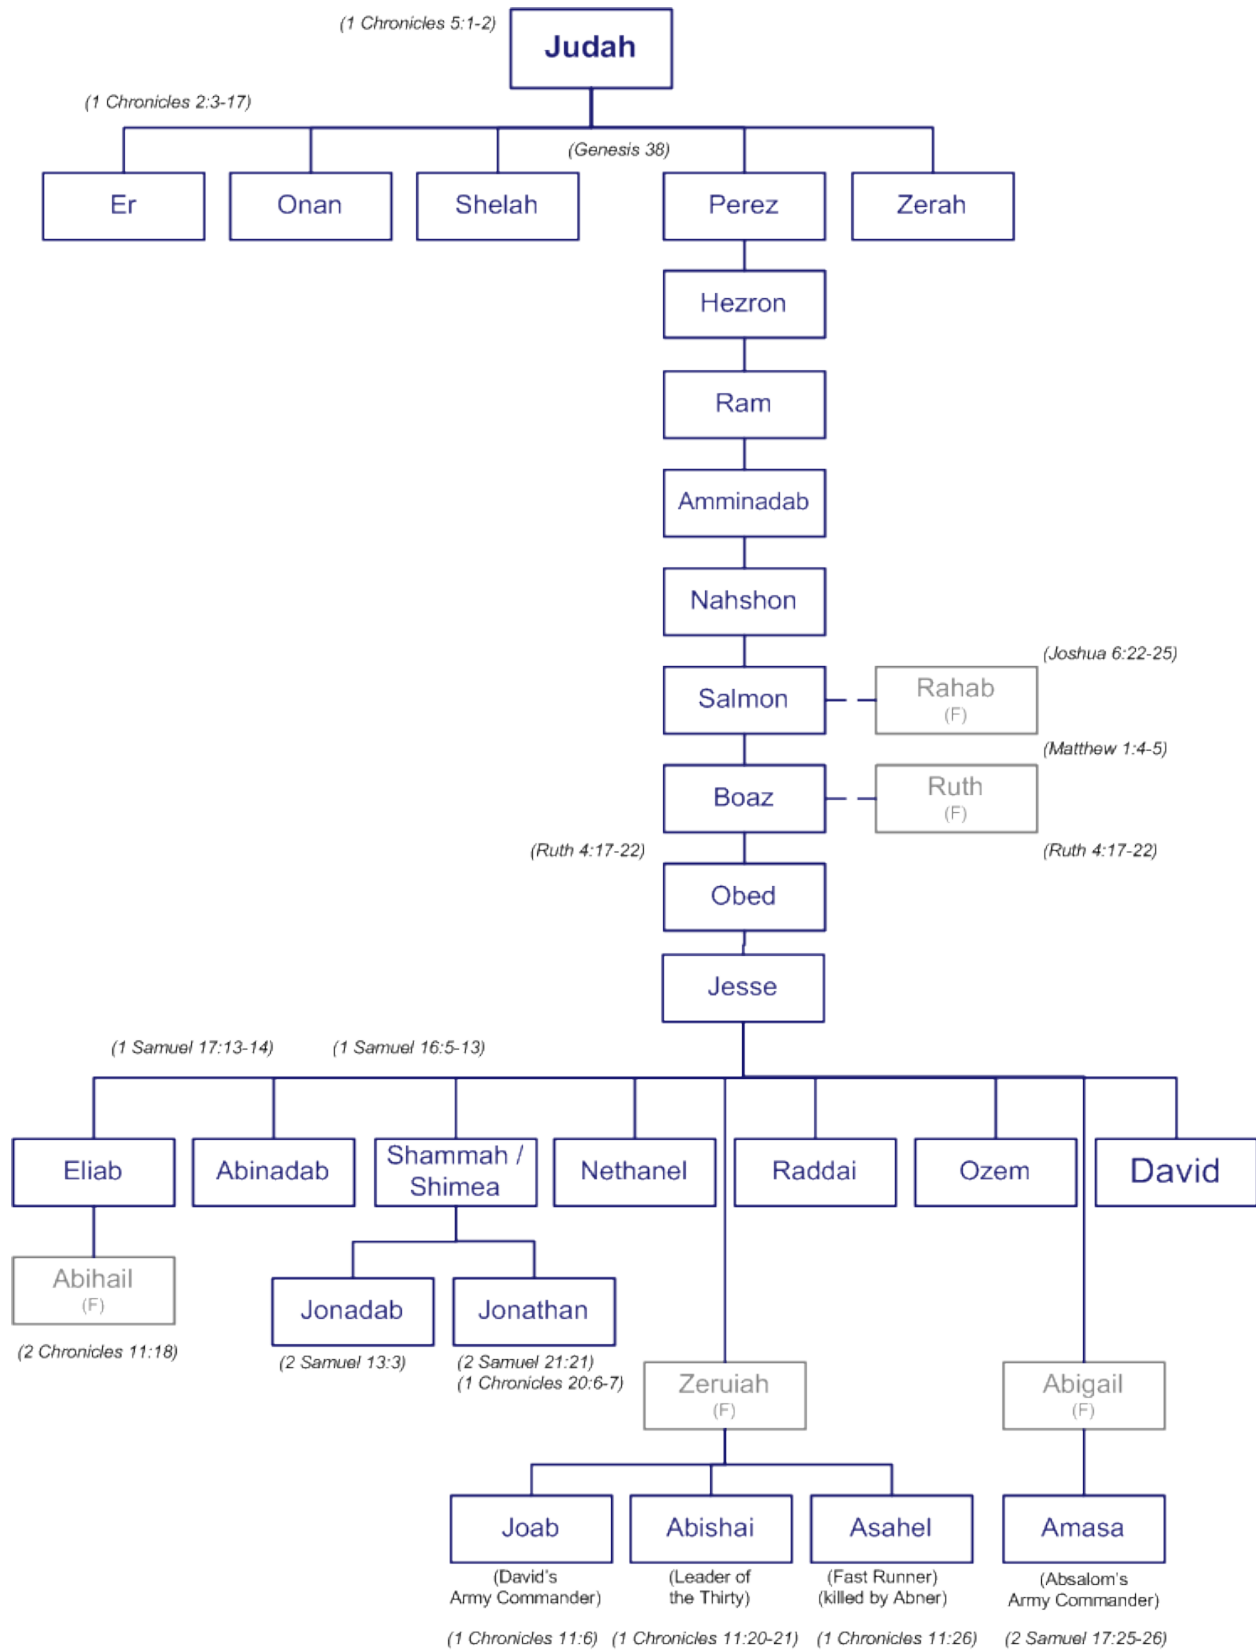 (1 Chronicles 5:1-2)
Judah
(1 Chronicles 2:3-17)
(Genesis 38)
Er
Onan
Shelah
Perez
Zerah
Hezron
Ram
Amminadab
Nahshon
(Joshua 6:22-25)
Salmon
Rahab
(F)
(Matthew 1:4-5)
Boaz
Ruth
(F)
(Ruth 4:17-22)
(Ruth 4:17-22)
Obed
Jesse
(1 Samuel 17:13-14)
(1 Samuel 16:5-13)
Eliab
Abinadab
Shammah /
Shimea
Nethanel
Raddai
Ozem
David
Abihail
(F)
(2 Chronicles 11:18)
Jonadab
(2 Samuel 13:3)
Jonathan
(2 Samuel 21:21)
(1 Chronicles 20:6-7)
Zeruiah
(F)
Abigail
(F)
Joab
(David's
Army Commander)
(1 Chronicles 11:6)
Abishai
(Leader of
the Thirty)
(1 Chronicles 11:20-21)
Asahel
(Fast Runner)
(killed by Abner)
(1 Chronicles 11:26)
Amasa
(Absalom's
Army Commander)
(2 Samuel 17:25-26)